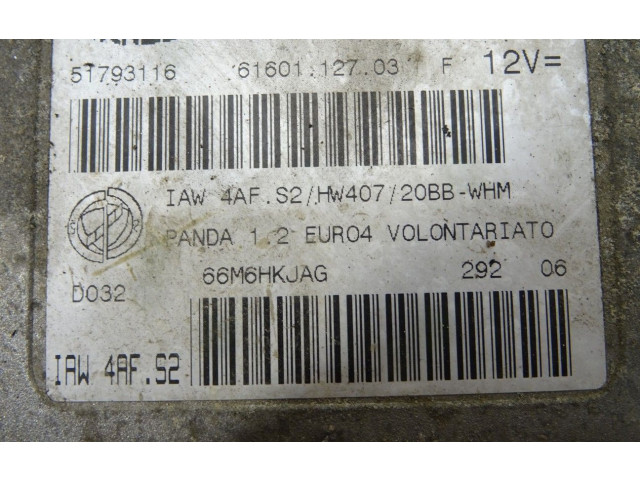 51793116 61601.127.03 F 12V=
IAW 4AF.S2/HW407/20BB-WHM
PANDA 1.2 EURO4 VOLONTARIATO
66M6HKJAG 292 06
D032
IAW 4AF.S2